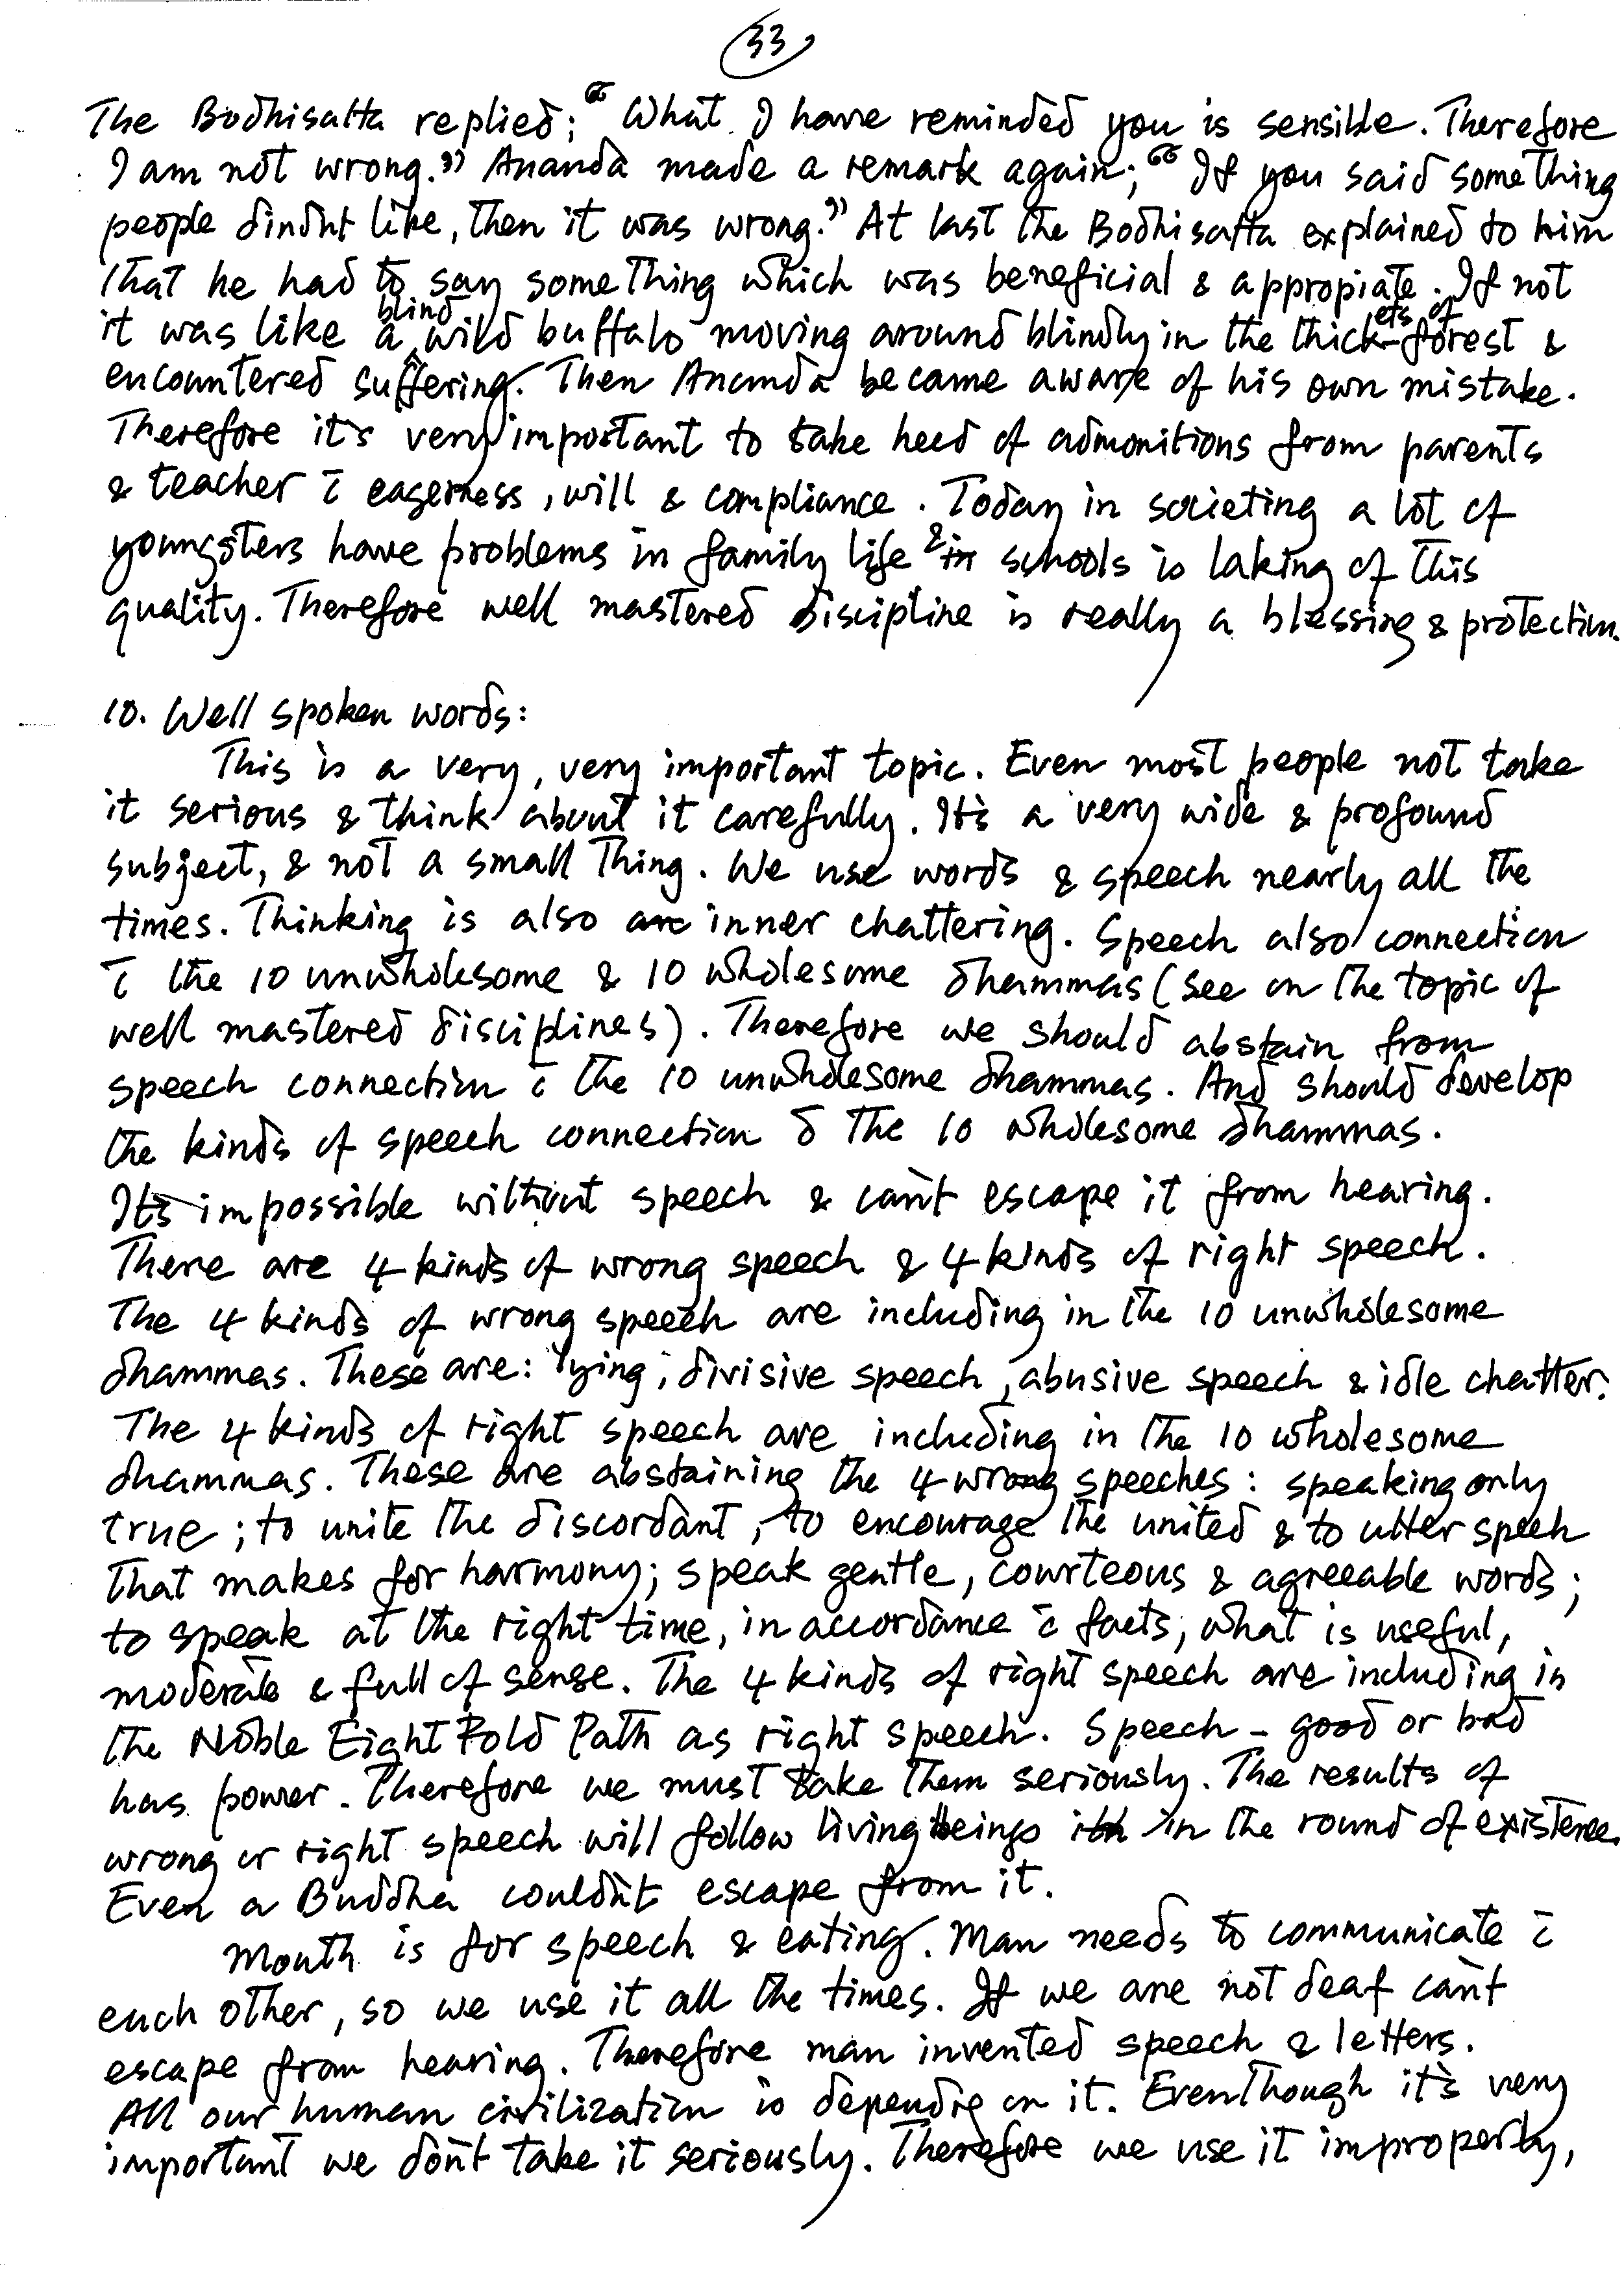 33
The Bodhisatta replied; “What I have reminded you is sensible. Therefore
I am not wrong.” Ananda made a remark again; “If you said something
people dindnt like, then it was wrong.” At last the Bodhisatta explained to him
that he had to say something which was beneficial & appropiate. If not
it was like a blind wild buffalo moving around blindly in the thickets of forest &
encountered suffering. Then Ananda became aware of his own mistake.
Therefore it's very important to take heed of admonitions from parents
& teacher c̄ eagerness, will & compliance. Today in societing a lot of
youngsters have problems in family life & schools is laking of this
quality. Therefore well mastered discipline is really a blessing & protection.
10. Well spoken words:
This is a very, very important topic. Even most people not take
it serious & think about it carefully. It's a very wide & profound
subject, & not a small thing. We use words & speech nearly all the
times. Thinking is also inner chattering. Speech also connection
c̄ the 10 unwholesome & 10 wholesome dhammas (see on the topic of
well mastered disciplines). Therefore we should abstain from
speech connection c̄ the 10 unwholesome dhammas. And should develop
the kinds of speech connection c̄ the 10 wholesome dhammas.
It's impossible without speech & can't escape it from hearing.
There are 4 kinds of wrong speech & 4 kinds of right speech.
The 4 kinds of wrong speech are including in the 10 unwholesome
dhammas. These are: lying, divisive speech, abusive speech & idle chatter.
The 4 kinds of right speech are including in the 10 wholesome
dhammas. These are abstaining the 4 wrong speeches: speaking only
true; to unite the discordant, to encourage the united & to utter speeh
that makes for harmony; speak gentle, courteous & agreeable words;
to speak at the right time, in accordance c̄ facts, what is useful,
moderate & full of sense. The 4 kinds of right speech are including in
the Noble Eight Fold Path as right speech. Speech - good or bad
has power. Therefore we must take them seriously. The results of
wrong or right speech will follow living beings in the round of existence.
Even a Buddha couldn't escape from it.
Mouth is for speech & eating. Man needs to communicate c̄
each other, so we use it all the times. If we are not deaf can't
escape from hearing. Therefore man invented speech & letters.
All our human civilization is dependig on it. Eventhough it's very
important we don't take it seriously. Therefore we use it improperly,